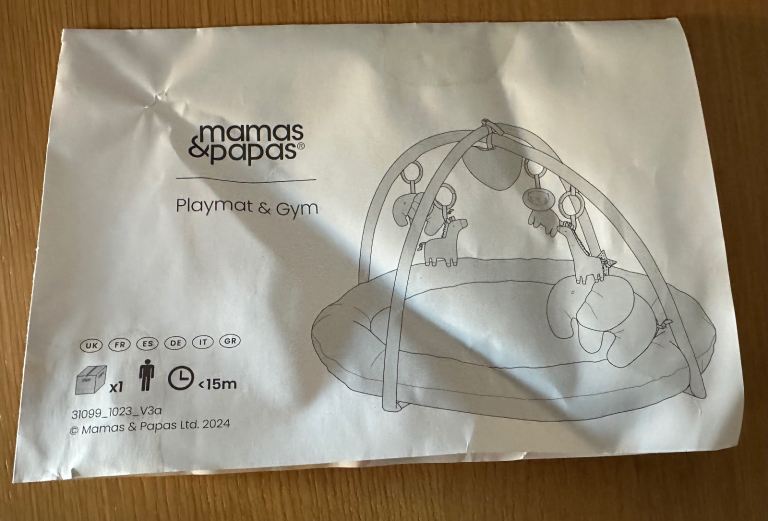 mamas
&papas®
Playmat & Gym
UK FR ES DE IT GR
x1 <15m
31099_1023_V3a
© Mamas & Papas Ltd. 2024